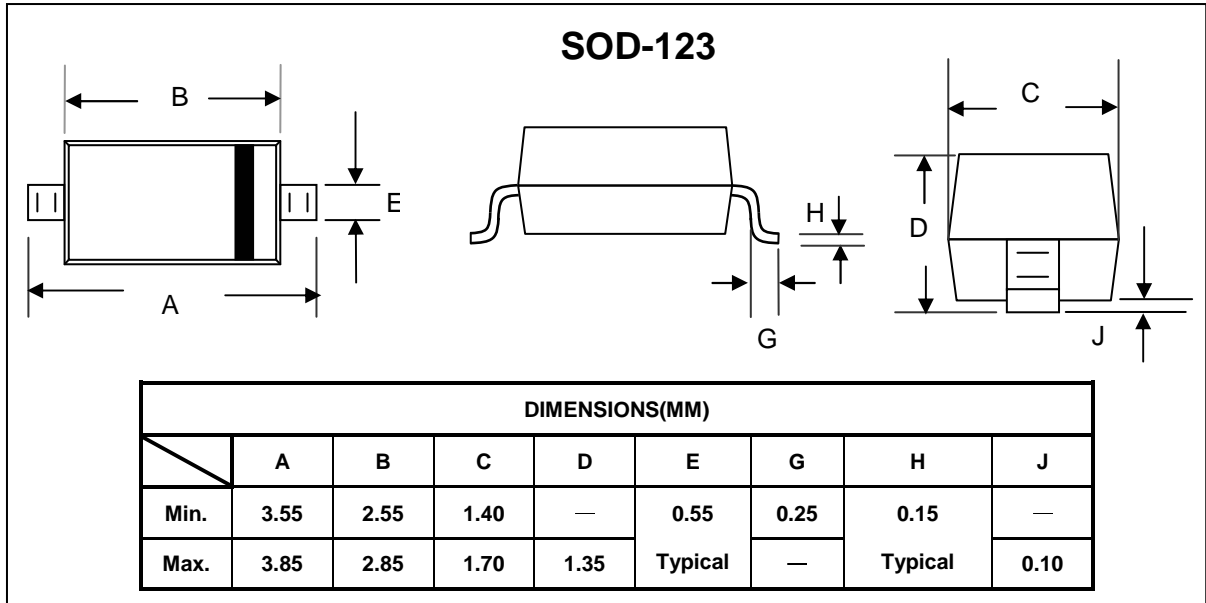 SOD-123
B
C
E
H
D
A
G
J
DIMENSIONS(MM)
A B C D E G H J
Min. 3.55 2.55 1.40 — 0.55 0.25 0.15 —
Max. 3.85 2.85 1.70 1.35 Typical — Typical 0.10